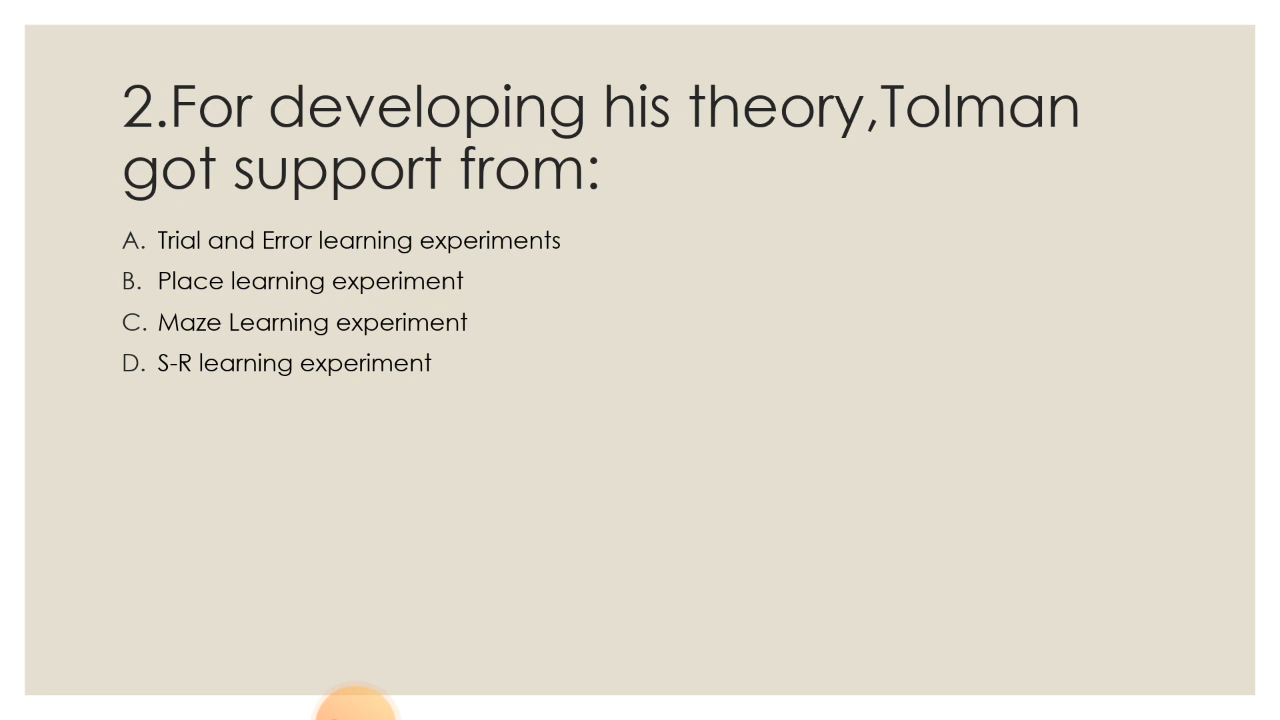 2.For developing his theory,Tolman
got support from:
A. Trial and Error learning experiments
B. Place learning experiment
C. Maze Learning experiment
D. S-R learning experiment